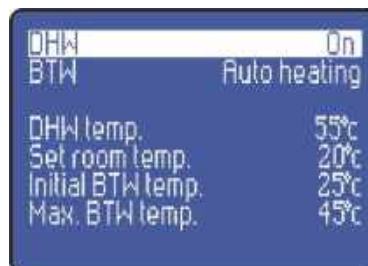 DHW On
BTW Auto heating
DHW temp. 55°c
Set room temp. 20°c
Initial BTW temp. 25°c
Max. BTW temp. 45°c